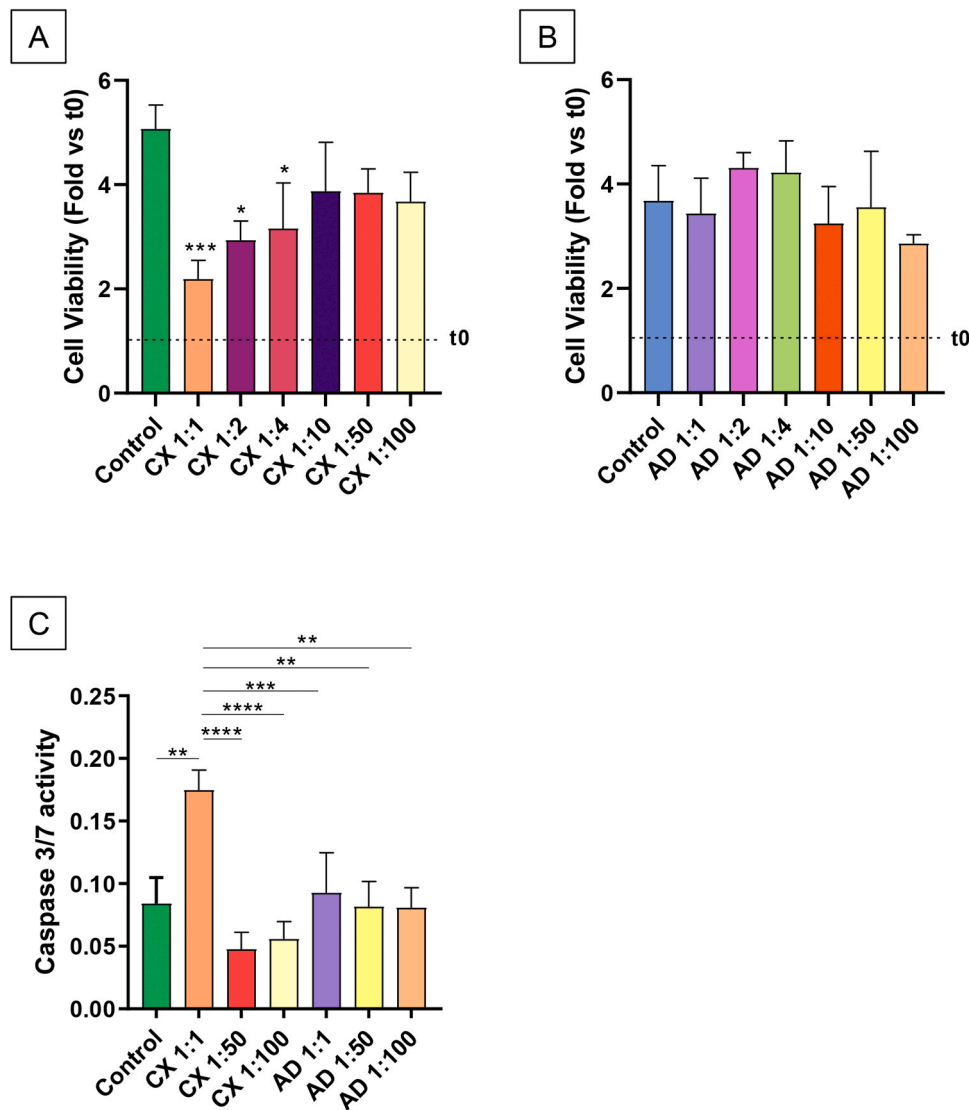 A
Cell Viability (Fold vs t0)
6
4
2
0
***
*
*
t0
Control
CX 1:1
CX 1:2
CX 1:4
CX 1:10
CX 1:50
CX 1:100
B
Cell Viability (Fold vs t0)
6
4
2
0
t0
Control
AD 1:1
AD 1:2
AD 1:4
AD 1:10
AD 1:50
AD 1:100
C
Caspase 3/7 activity
0.25
0.20
0.15
0.10
0.05
0.00
**
**
***
****
****
**
Control
CX 1:1
CX 1:50
CX 1:100
AD 1:1
AD 1:50
AD 1:100